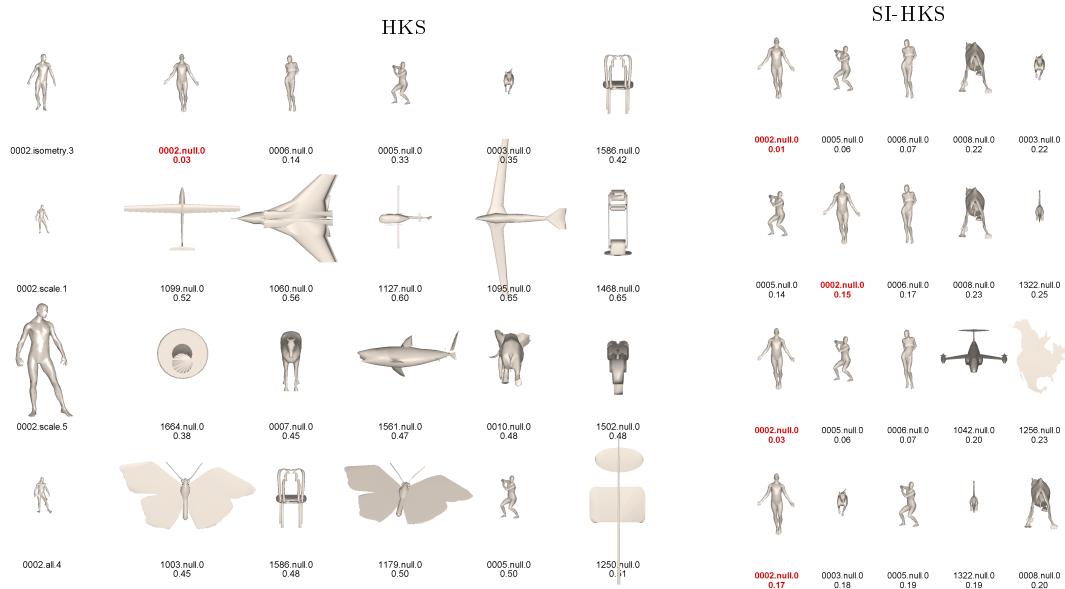 HKS
SI-HKS
0002.isometry.3
0002.null.0
0.03
0006.null.0
0.14
0005.null.0
0.33
0003.null.0
0.35
1586.null.0
0.42
0002.null.0
0.01
0005.null.0
0.06
0006.null.0
0.07
0008.null.0
0.22
0003.null.0
0.22
0002.scale.1
1099.null.0
0.52
1060.null.0
0.56
1127.null.0
0.60
1095.null.0
0.65
1468.null.0
0.65
0005.null.0
0.14
0002.null.0
0.15
0006.null.0
0.17
0008.null.0
0.23
1322.null.0
0.25
0002.scale.5
1664.null.0
0.38
0007.null.0
0.45
1561.null.0
0.47
0010.null.0
0.48
1502.null.0
0.48
0002.null.0
0.03
0005.null.0
0.06
0006.null.0
0.07
1042.null.0
0.20
1256.null.0
0.23
0002.all.4
1003.null.0
0.45
1586.null.0
0.48
1179.null.0
0.50
0005.null.0
0.50
1250.null.0
0.51
0002.null.0
0.17
0003.null.0
0.18
0005.null.0
0.19
1322.null.0
0.19
0008.null.0
0.20